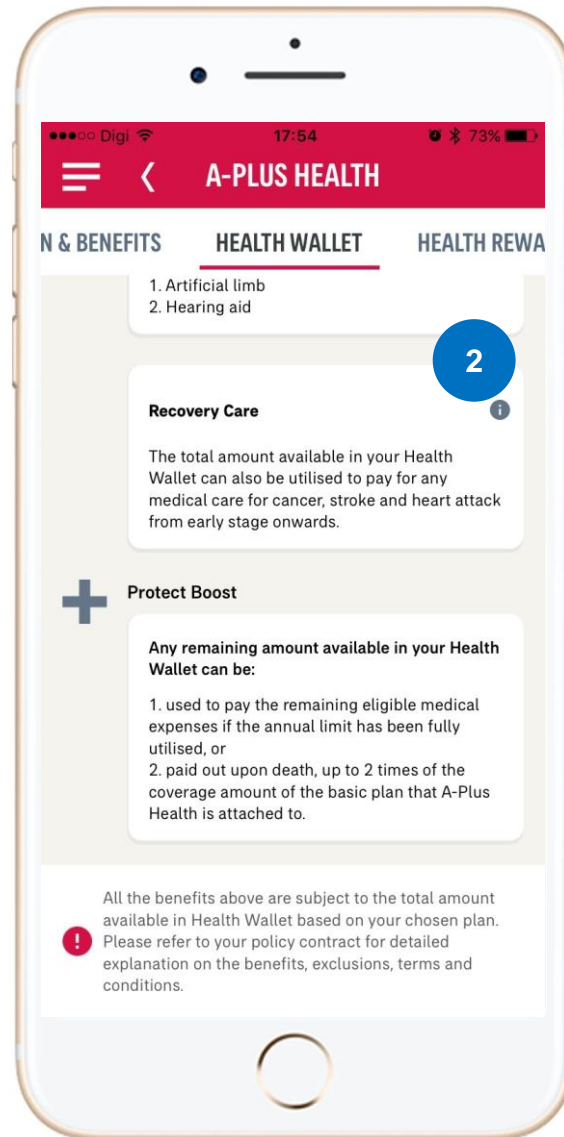 Digi 17:54 73%
A-PLUS HEALTH
N & BENEFITS HEALTH WALLET HEALTH REWA
1. Artificial limb
2. Hearing aid
2
Recovery Care
The total amount available in your Health
Wallet can also be utilised to pay for any
medical care for cancer, stroke and heart attack
from early stage onwards.
Protect Boost
Any remaining amount available in your Health
Wallet can be:
1. used to pay the remaining eligible medical
expenses if the annual limit has been fully
utilised, or
2. paid out upon death, up to 2 times of the
coverage amount of the basic plan that A-Plus
Health is attached to.
All the benefits above are subject to the total amount
available in Health Wallet based on your chosen plan.
Please refer to your policy contract for detailed
explanation on the benefits, exclusions, terms and
conditions.